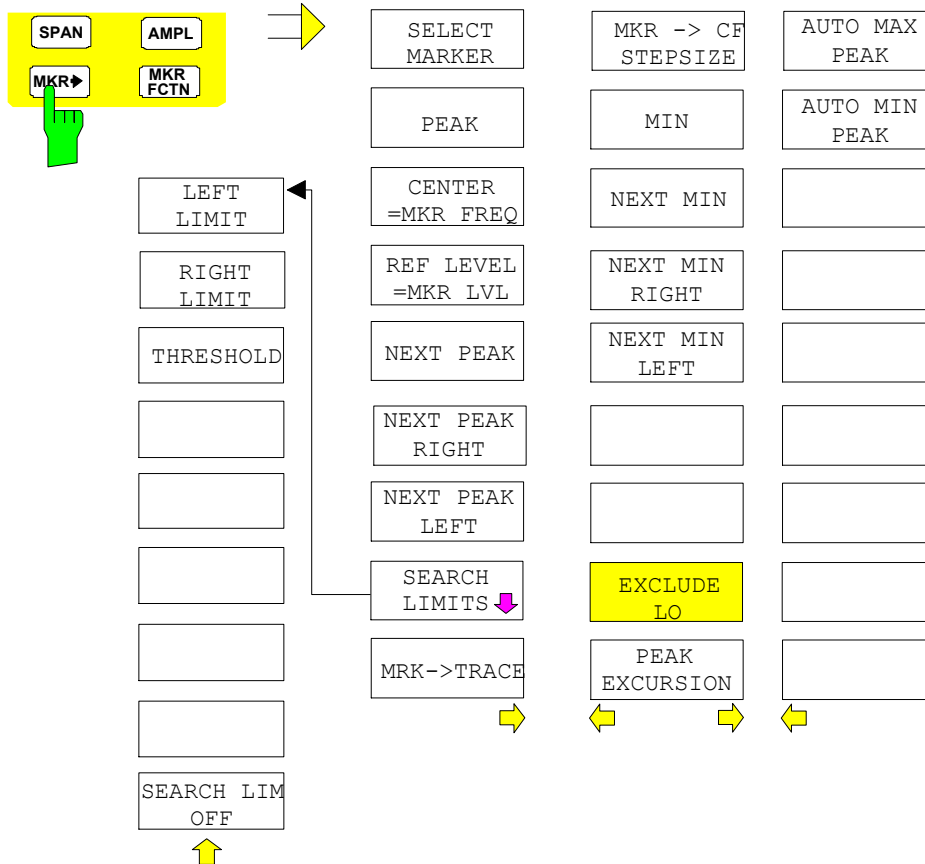 SPAN
AMPL
MKR
MKR
FCTN
SELECT
MARKER
PEAK
CENTER
=MKR FREQ
REF LEVEL
=MKR LVL
NEXT PEAK
NEXT PEAK
RIGHT
NEXT PEAK
LEFT
SEARCH
LIMITS
MRK->TRACE
MKR -> CF
STEPSIZE
MIN
NEXT MIN
NEXT MIN
RIGHT
NEXT MIN
LEFT
EXCLUDE
LO
PEAK
EXCURSION
AUTO MAX
PEAK
AUTO MIN
PEAK
LEFT
LIMIT
RIGHT
LIMIT
THRESHOLD
SEARCH LIM
OFF